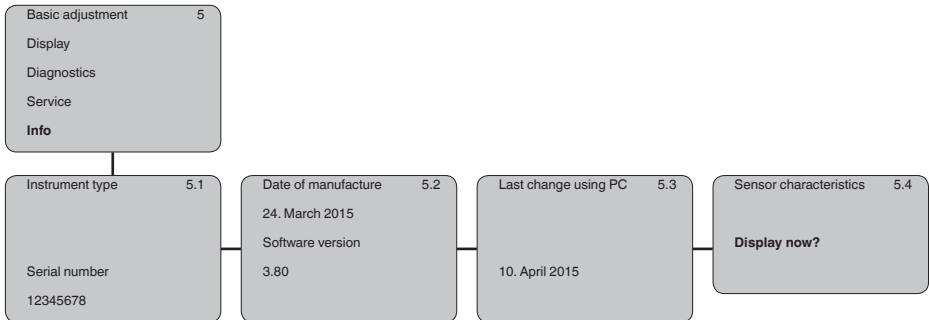 Basic adjustment 5
Display
Diagnostics
Service
Info
Instrument type 5.1
Serial number
12345678
Date of manufacture 5.2
24. March 2015
Software version
3.80
Last change using PC 5.3
10. April 2015
Sensor characteristics 5.4
Display now?